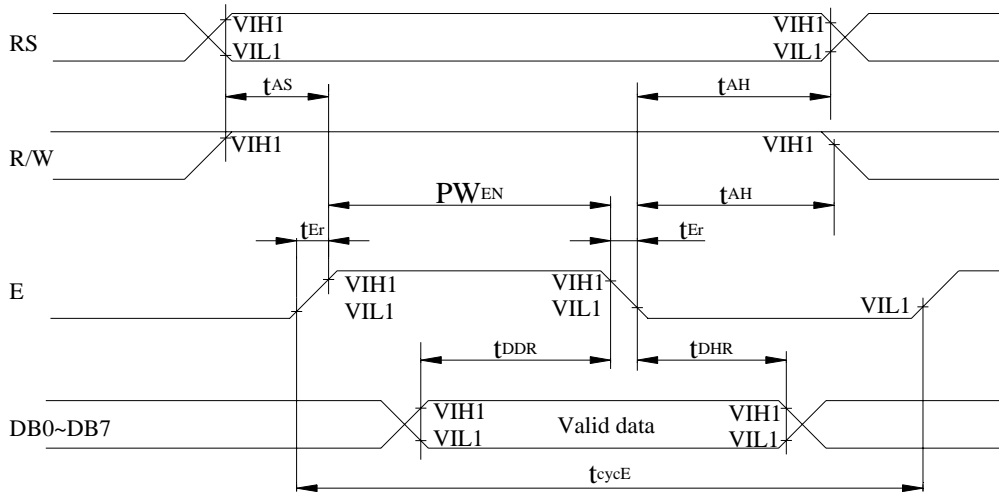 RS
VIH1
VIL1
VIH1
VIL1
tAS
tAH
R/W
VIH1
VIH1
PWEN
tAH
tEr
tEr
E
VIH1
VIL1
VIH1
VIL1
VIL1
tDDR
tDHR
DB0~DB7
VIH1
VIL1
Valid data
VIH1
VIL1
tcycE